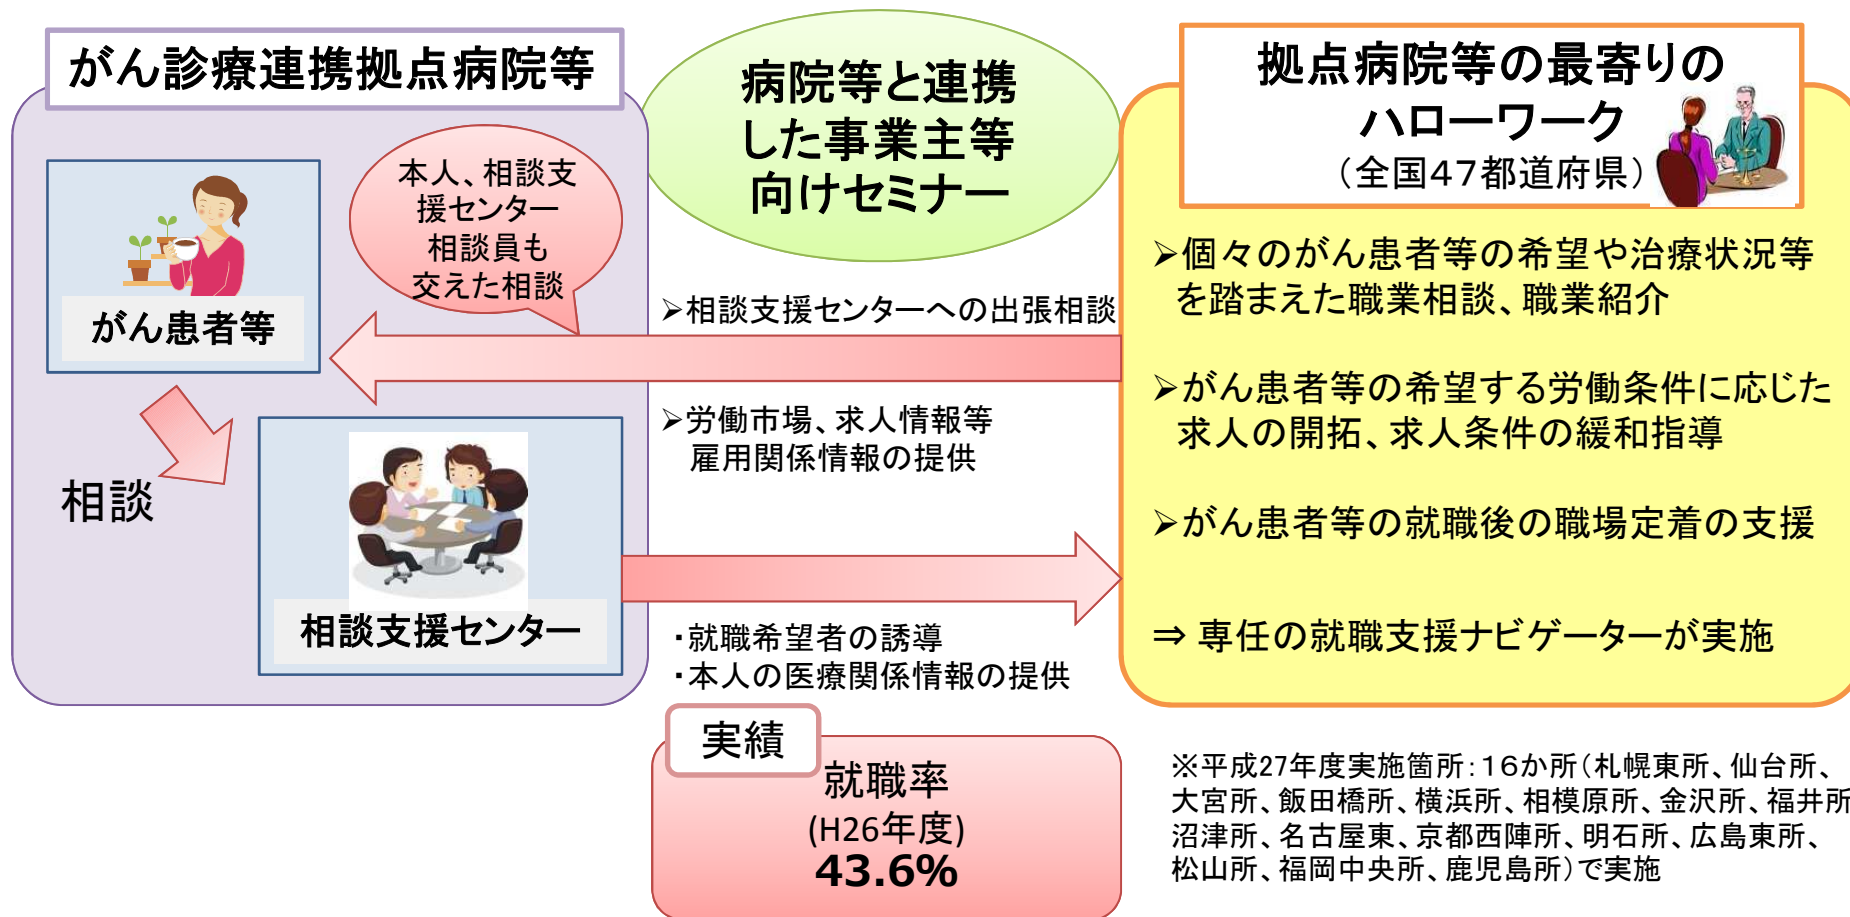 がん診療連携拠点病院等
がん患者等
相談
相談支援センター
本人、相談支
援センター
相談員も
交えた相談
病院等と連携
した事業主等
向けセミナー
➢相談支援センターへの出張相談
➢労働市場、求人情報等
雇用関係情報の提供
・就職希望者の誘導
・本人の医療関係情報の提供
実績
就職率
(H26年度)
43.6%
拠点病院等の最寄りの
ハローワーク
（全国47都道府県）
➢個々のがん患者等の希望や治療状況等
を踏まえた職業相談、職業紹介
➢がん患者等の希望する労働条件に応じた
求人の開拓、求人条件の緩和指導
➢がん患者等の就職後の職場定着の支援
⇒ 専任の就職支援ナビゲーターが実施
※平成27年度実施箇所：16か所（札幌東所、仙台所、
大宮所、飯田橋所、横浜所、相模原所、金沢所、福井所
沼津所、名古屋東、京都西陣所、明石所、広島東所、
松山所、福岡中央所、鹿児島所）で実施